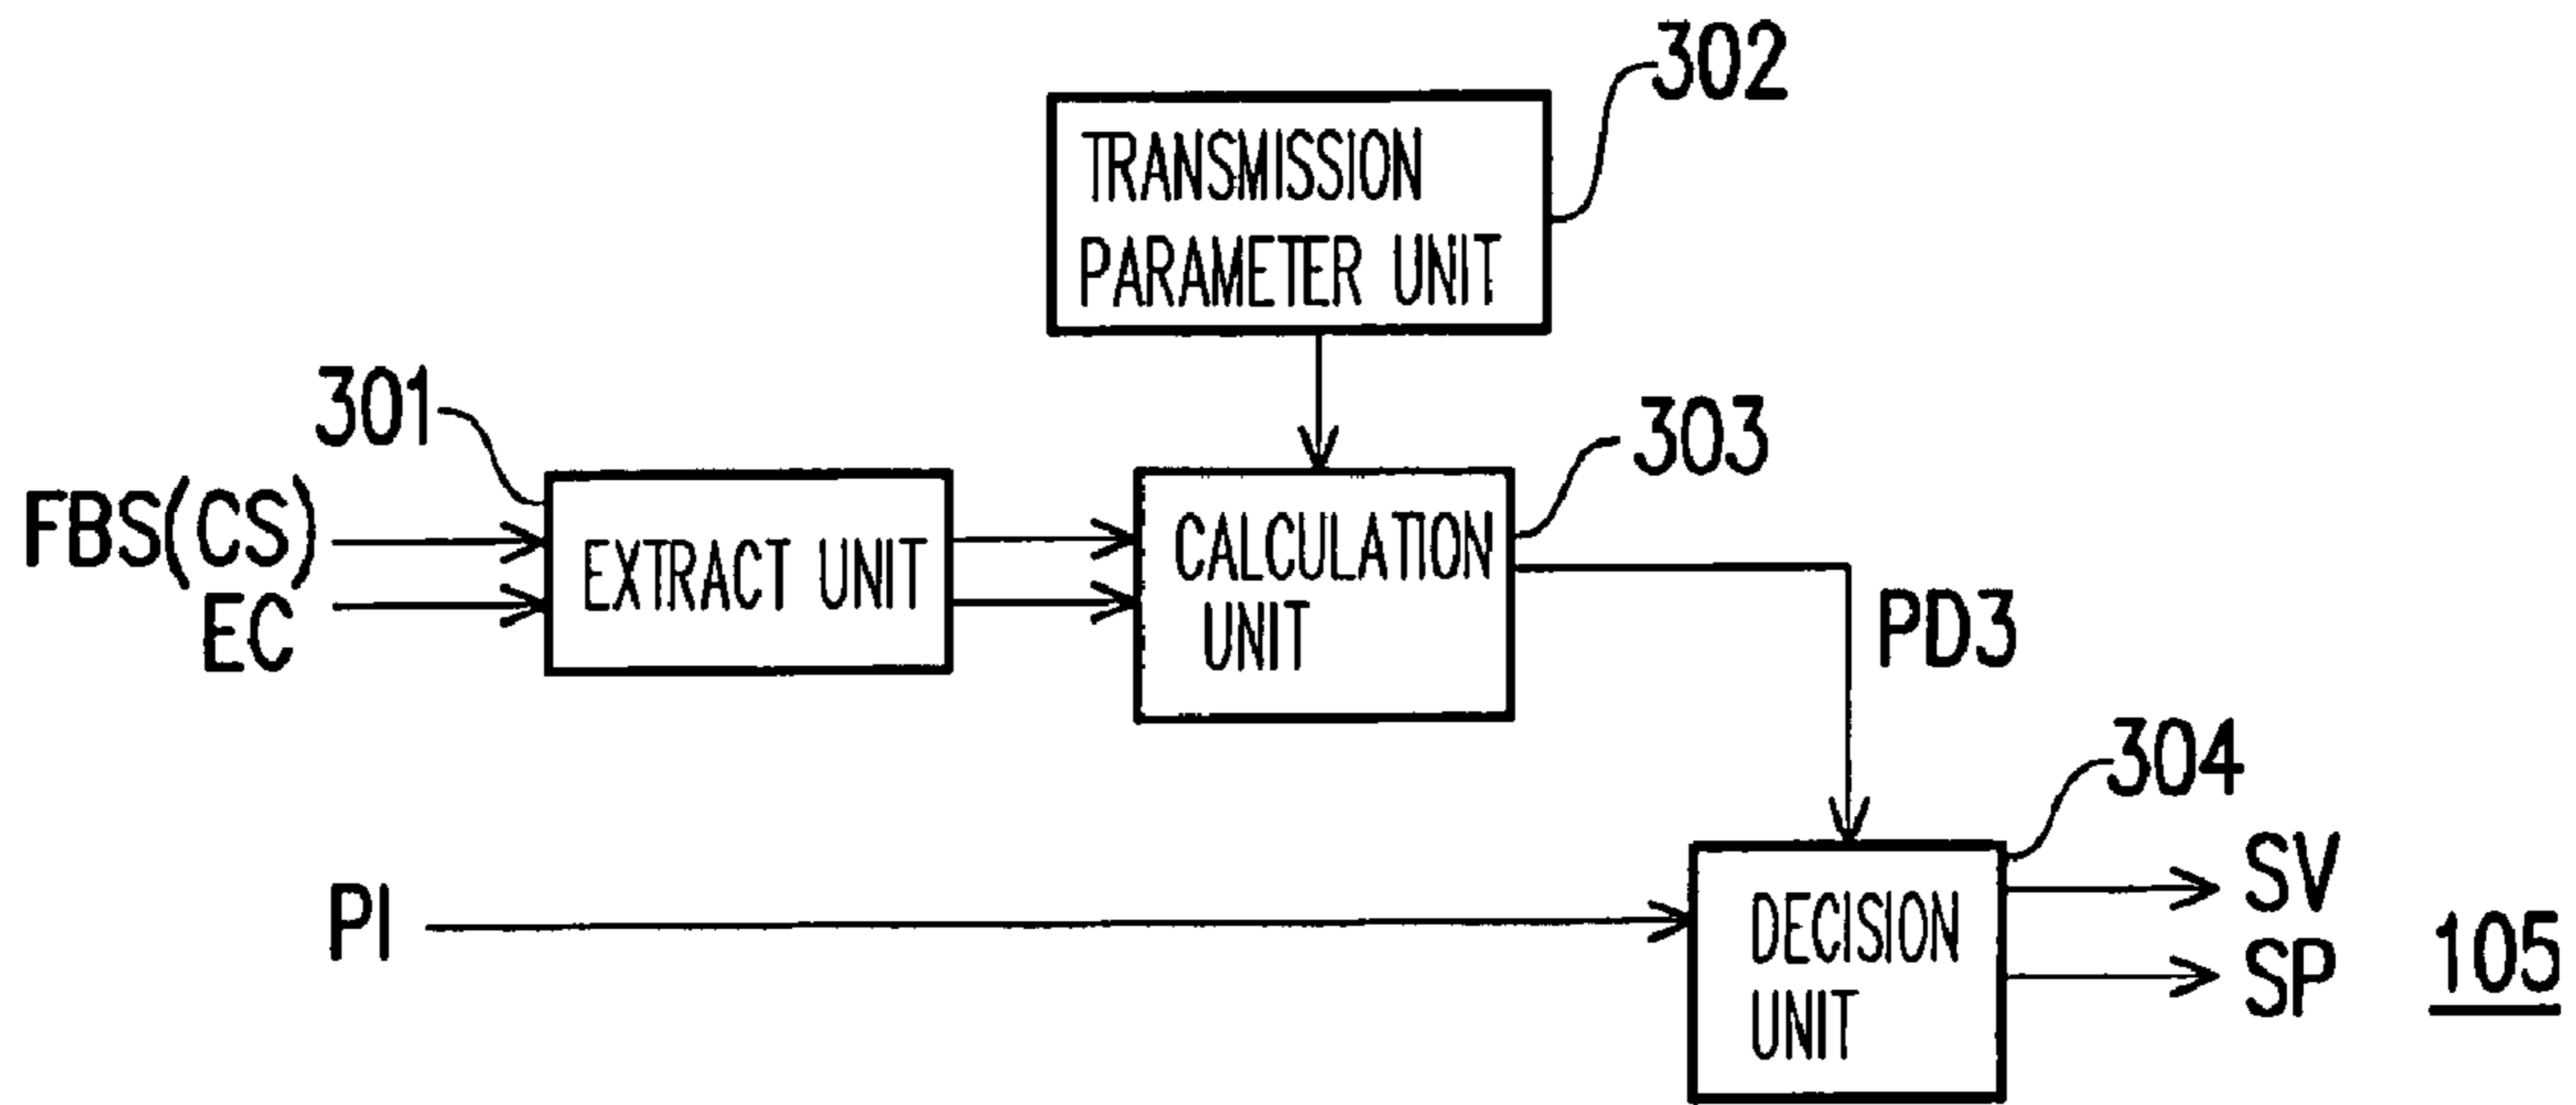 302
TRANSMISSION
PARAMETER UNIT
301
303
FBS(CS)
EC
EXTRACT UNIT
CALCULATION
UNIT
PD3
304
PI
DECISION
UNIT
SV
SP
105